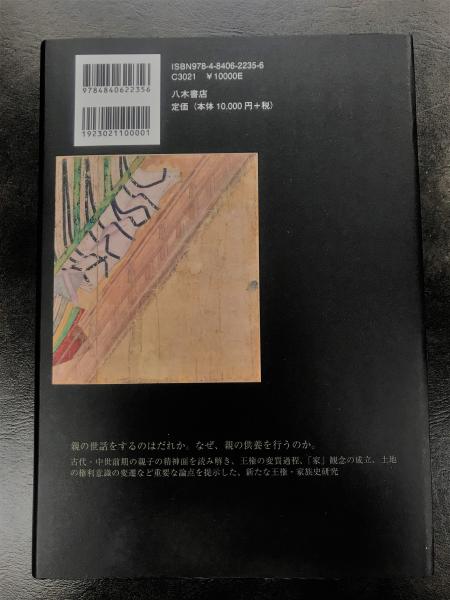 ISBN978-4-8406-2235-6
C3021 ¥10000E
八木書店
定価（本体10,000円＋税）
9784840622356
1923021100001
親の世話をするのはだれか。なぜ、親の供養を行うのか。
古代・中世前期の親子の精神面を読み解き、王権の変質過程、「家」観念の成立、土地
の権利意識の変遷など重要な論点を提示した、新たな王権・家族史研究